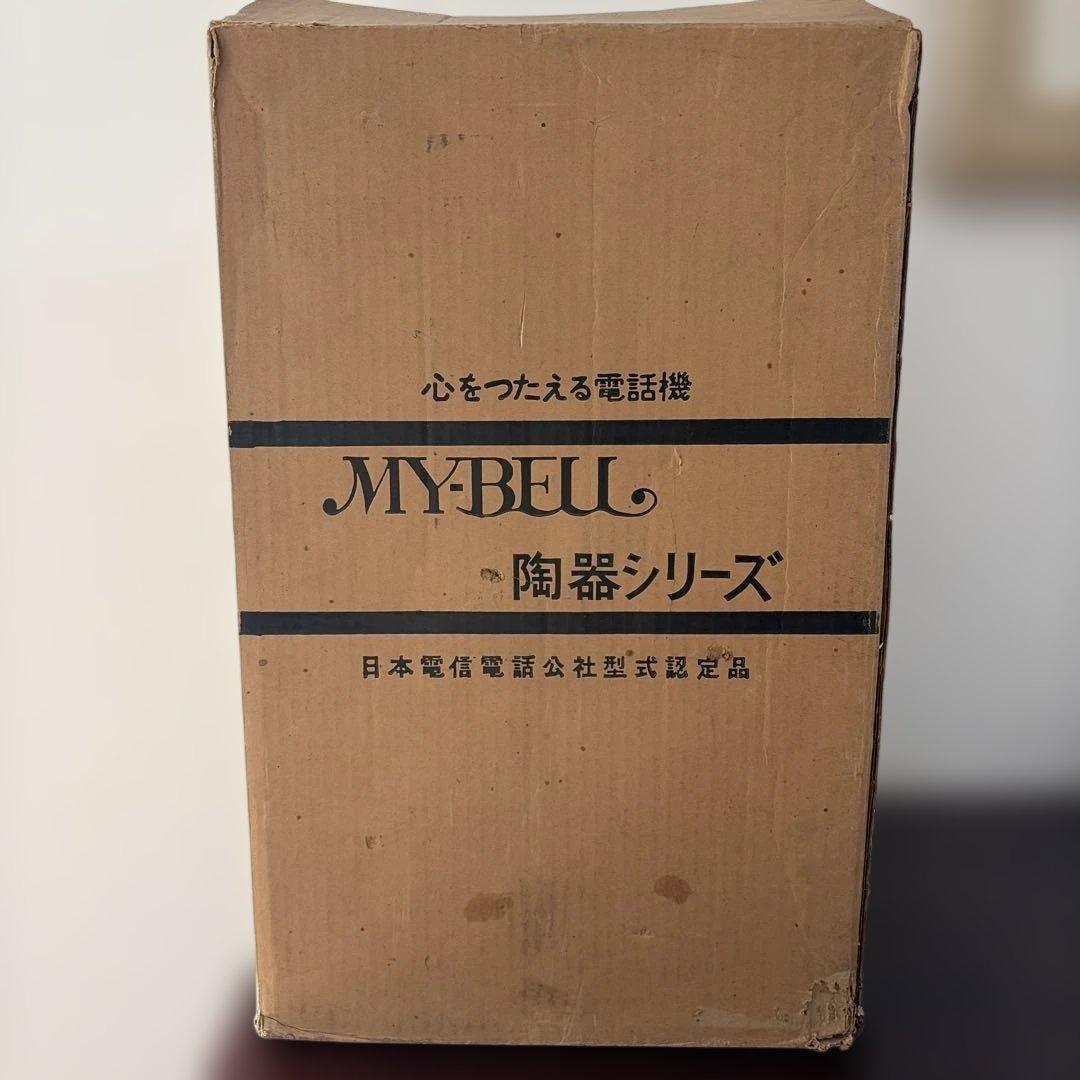 心をつたえる電話機
MY-BELL
陶器シリーズ
日本電信電話公社型式認定品